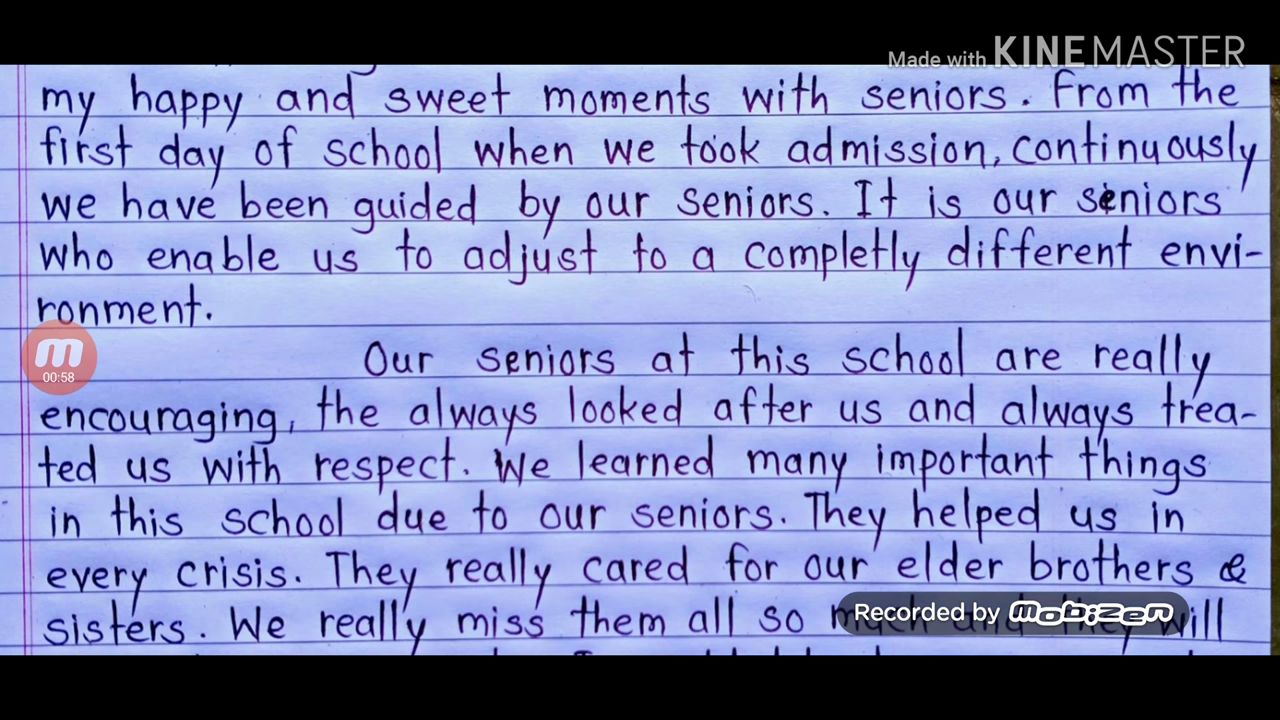 Made with KINEMASTER
my happy and sweet moments with seniors. From the
first day of school when we took admission, continuously
we have been guided by our seniors. It is our seniors
who enable us to adjust to a completly different envi-
ronment.
00:58
Our seniors at this school are really
encouraging, the always looked after us and always trea-
ted us with respect. We learned many important things
in this school due to our seniors. They helped us in
every crisis. They really cared for our elder brothers &
sisters. We really miss them all so much and they will
Recorded by MOBIZEN